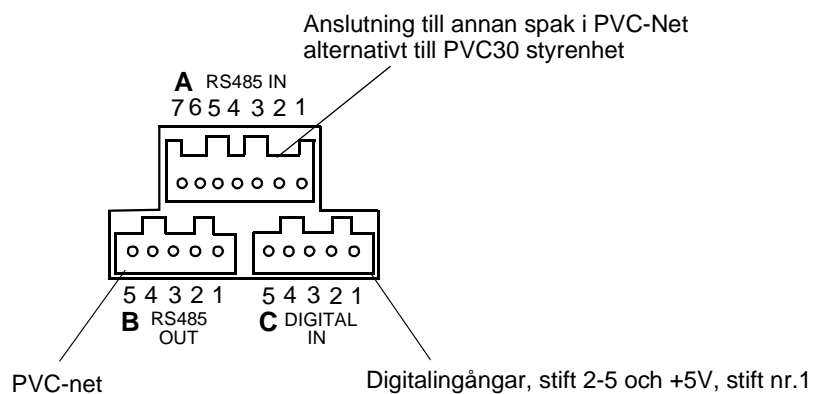 Anslutning till annan spak i PVC-Net
alternativt till PVC30 styrenhet
A RS485 IN
7 6 5 4 3 2 1
5 4 3 2 1
B RS485
OUT
5 4 3 2 1
C DIGITAL
IN
PVC-net
Digitalingångar, stift 2-5 och +5V, stift nr.1